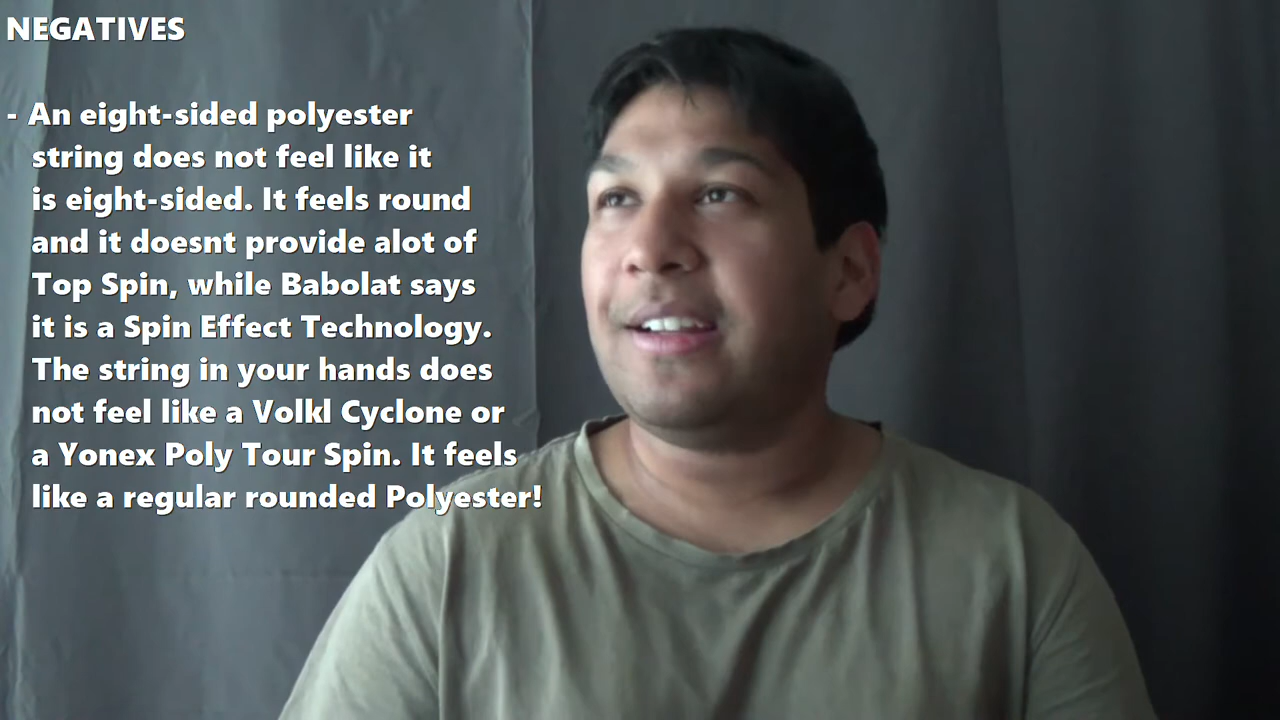 NEGATIVES
- An eight-sided polyester
string does not feel like it
is eight-sided. It feels round
and it doesnt provide alot of
Top Spin, while Babolat says
it is a Spin Effect Technology.
The string in your hands does
not feel like a Volkl Cyclone or
a Yonex Poly Tour Spin. It feels
like a regular rounded Polyester!